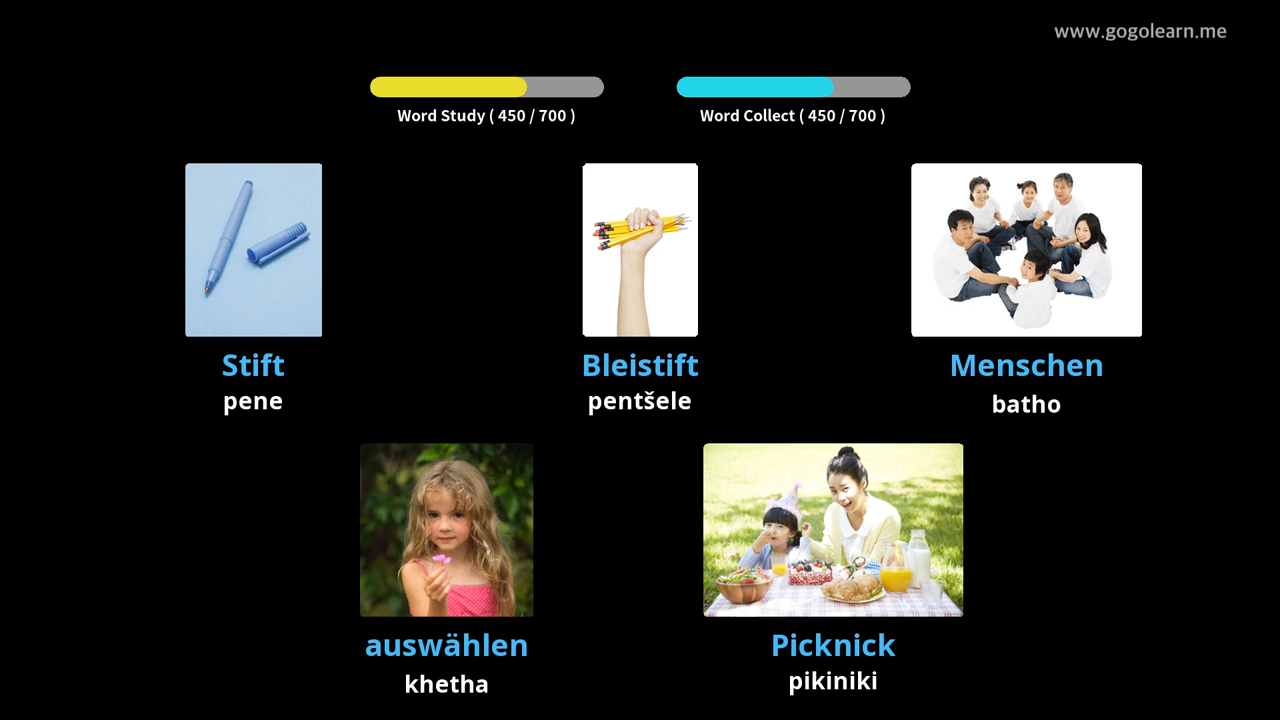 www.gogolearn.me
Word Study ( 450 / 700 )
Word Collect ( 450 / 700 )
Stift
pene
Bleistift
pentšele
Menschen
batho
auswählen
khetha
Picknick
pikiniki